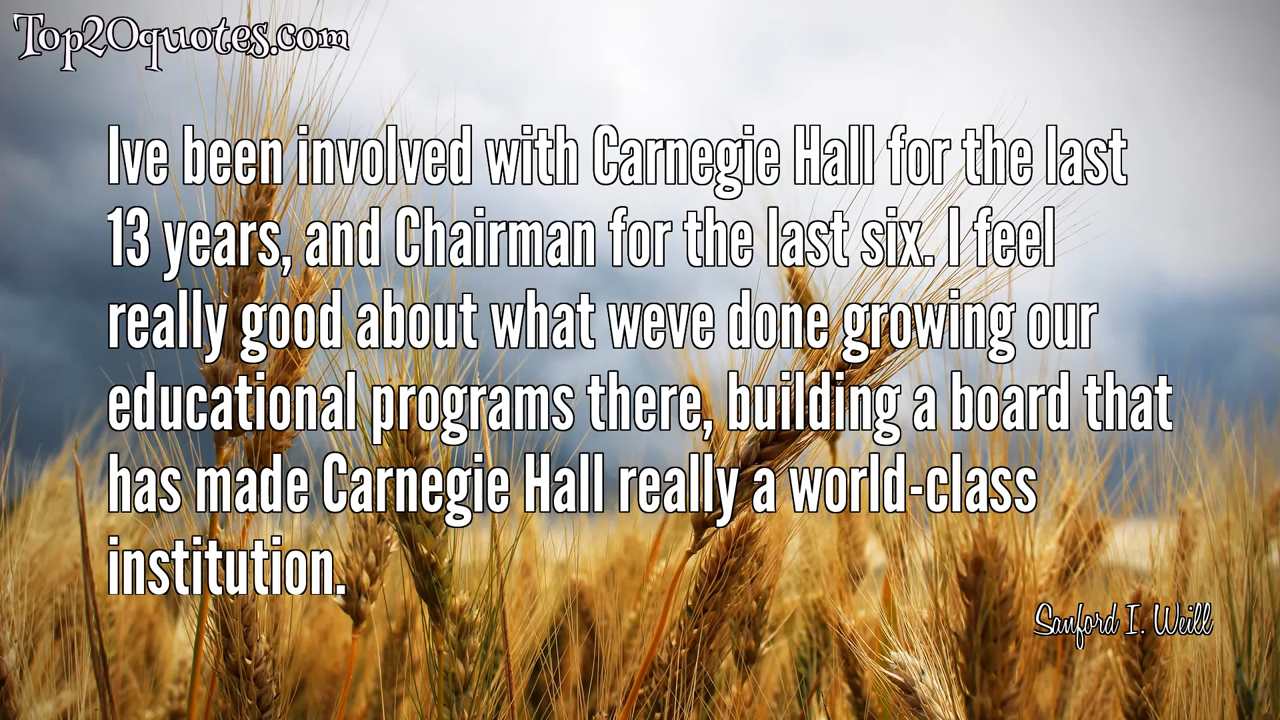 Top20quotes.com
Ive been involved with Carnegie Hall for the last
13 years, and Chairman for the last six. I feel
really good about what weve done growing our
educational programs there, building a board that
has made Carnegie Hall really a world-class
institution.
Sanford I. Weill